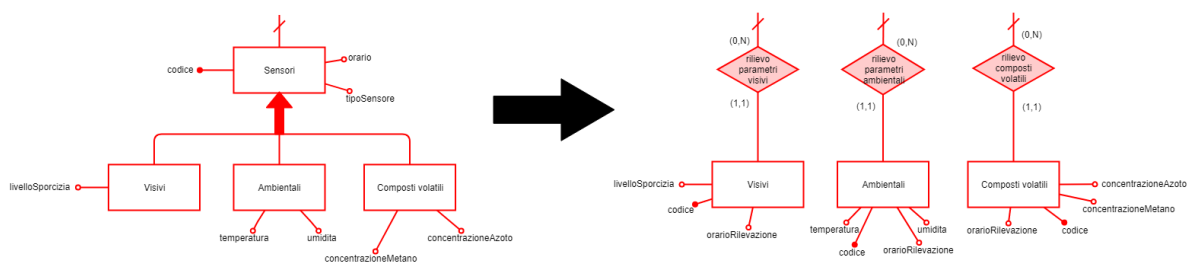 Sensori
codice
orario
tipoSensore
livelloSporcizia
Visivi
Ambientali
Composti volatili
temperatura
umidita
concentrazioneMetano
concentrazioneAzoto
(0,N)
rilievo
parametri
visivi
(1,1)
Visivi
livelloSporcizia
codice
orarioRilevazione
(0,N)
rilievo
parametri
ambientali
(1,1)
Ambientali
temperatura
codice
umidita
orarioRilevazione
(0,N)
rilievo
composti
volatili
(1,1)
Composti volatili
concentrazioneAzoto
concentrazioneMetano
codice
orarioRilevazione